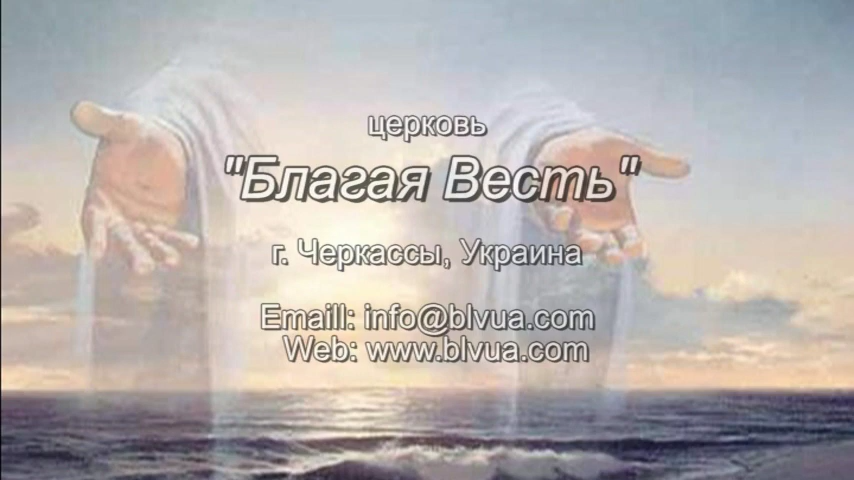 церковь
"Благая Весть"
г. Черкассы, Украина
Emaill: info@blvua.com
Web: www.blvua.com